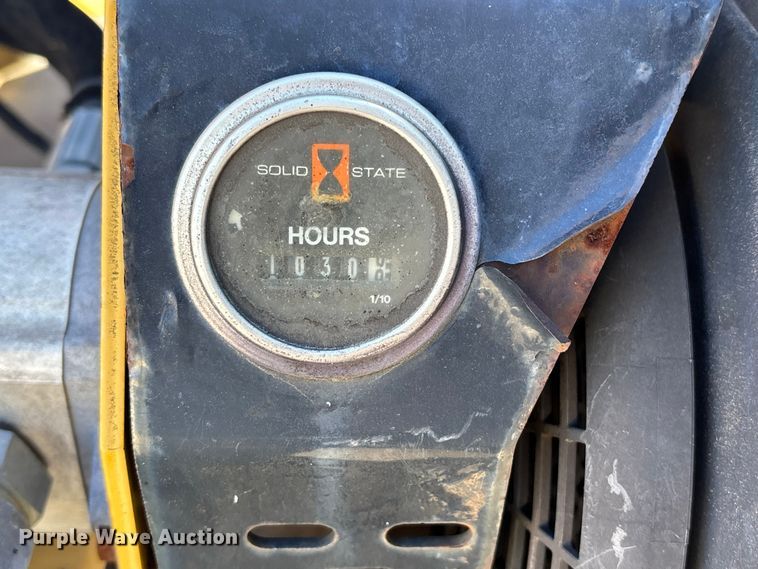 SOLID STATE
HOURS
1030
1/10
Purple Wave Auction